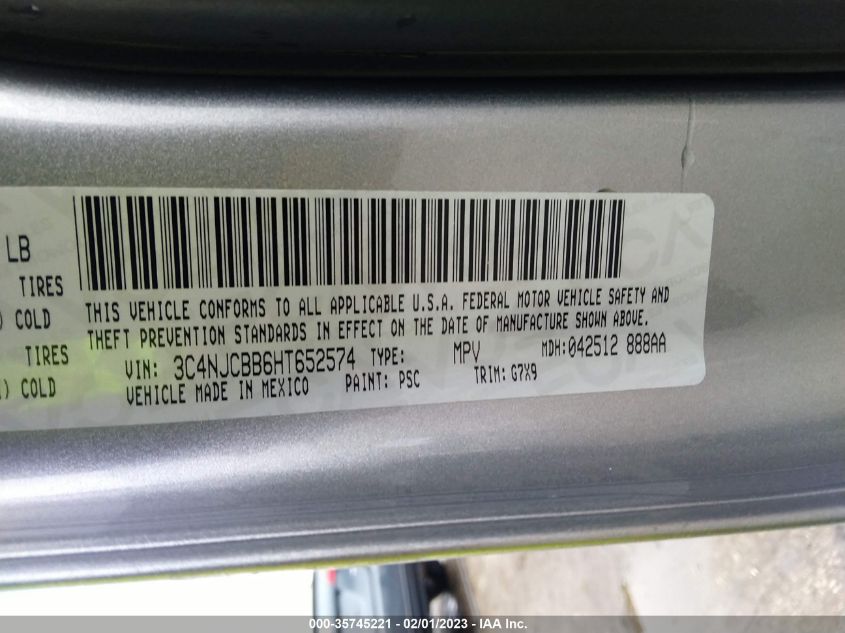 LB
TIRES
) COLD
TIRES
) COLD
THIS VEHICLE CONFORMS TO ALL APPLICABLE U.S.A. FEDERAL MOTOR VEHICLE SAFETY AND
THEFT PREVENTION STANDARDS IN EFFECT ON THE DATE OF MANUFACTURE SHOWN ABOVE.
VIN: 3C4NJCBB6HT652574 TYPE: MPV MDH:042512 888AA
VEHICLE MADE IN MEXICO PAINT: PSC TRIM: G7X9
000-35745221 - 02/01/2023 - IAA Inc.